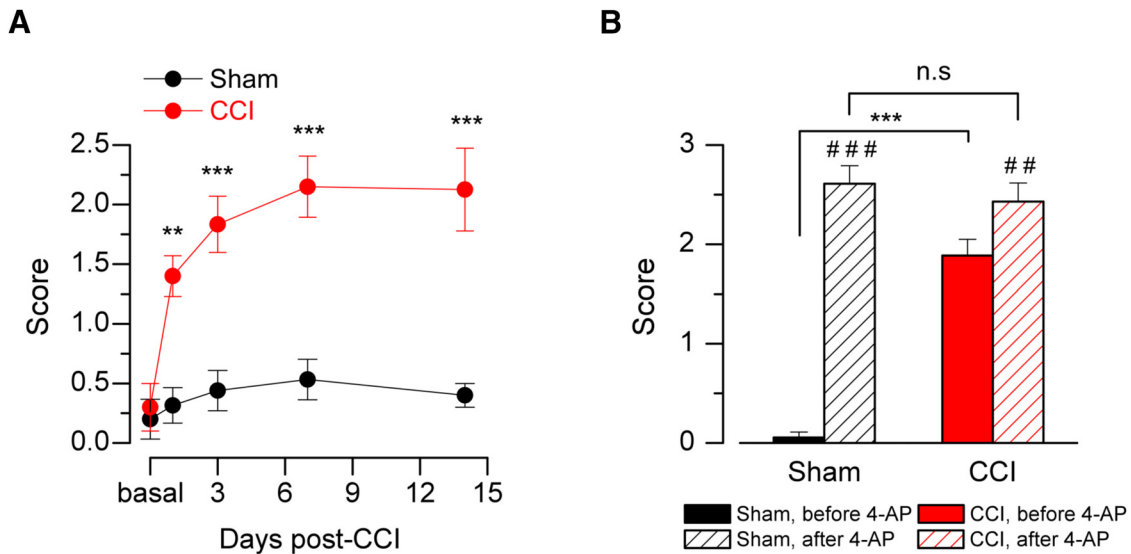 A
Sham
CCI
Score
2.5
2.0
1.5
1.0
0.5
0.0
**
***
***
***
basal 3 6 9 12 15
Days post-CCI
B
n.s
***
# # #
# #
Score
3
2
1
0
Sham CCI
Sham, before 4-AP CCI, before 4-AP
Sham, after 4-AP CCI, after 4-AP